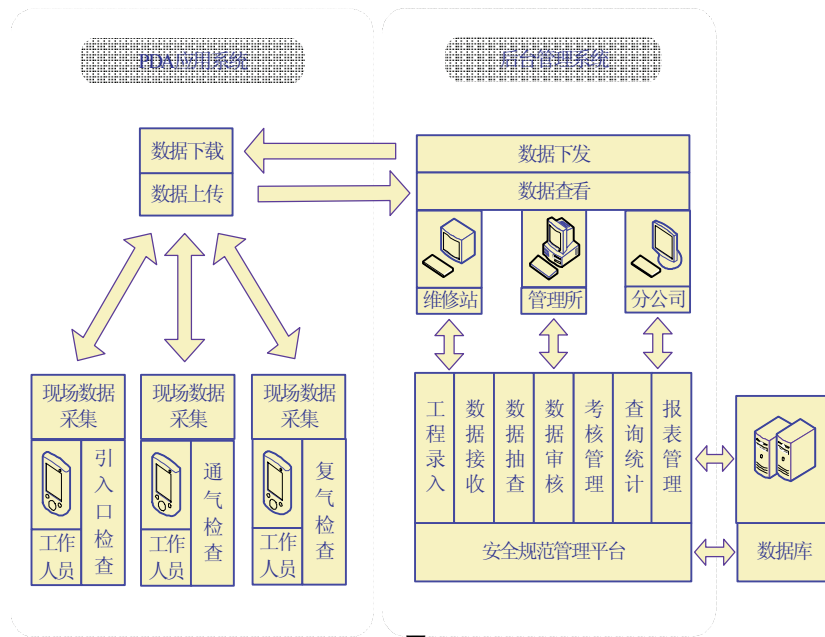 PDA应用系统
后台管理系统
数据下载
数据上传
数据下发
数据查看
维修站
管理所
分公司
现场数据
采集
现场数据
采集
现场数据
采集
引入口检查
通气检查
复气检查
工作
人员
工作
人员
工作
人员
工程录入
数据接收
数据抽查
数据审核
考核管理
查询统计
报表管理
安全规范管理平台
数据库